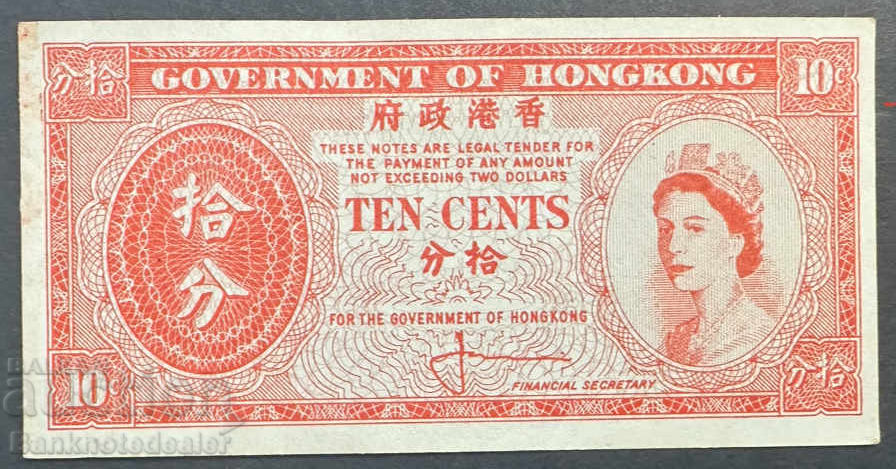 分拾 GOVERNMENT OF HONGKONG 10¢
府政港香
THESE NOTES ARE LEGAL TENDER FOR
THE PAYMENT OF ANY AMOUNT
NOT EXCEEDING TWO DOLLARS
拾分
TEN CENTS
分拾
FOR THE GOVERNMENT OF HONGKONG
10¢
FINANCIAL SECRETARY
分拾
Banknotedealer